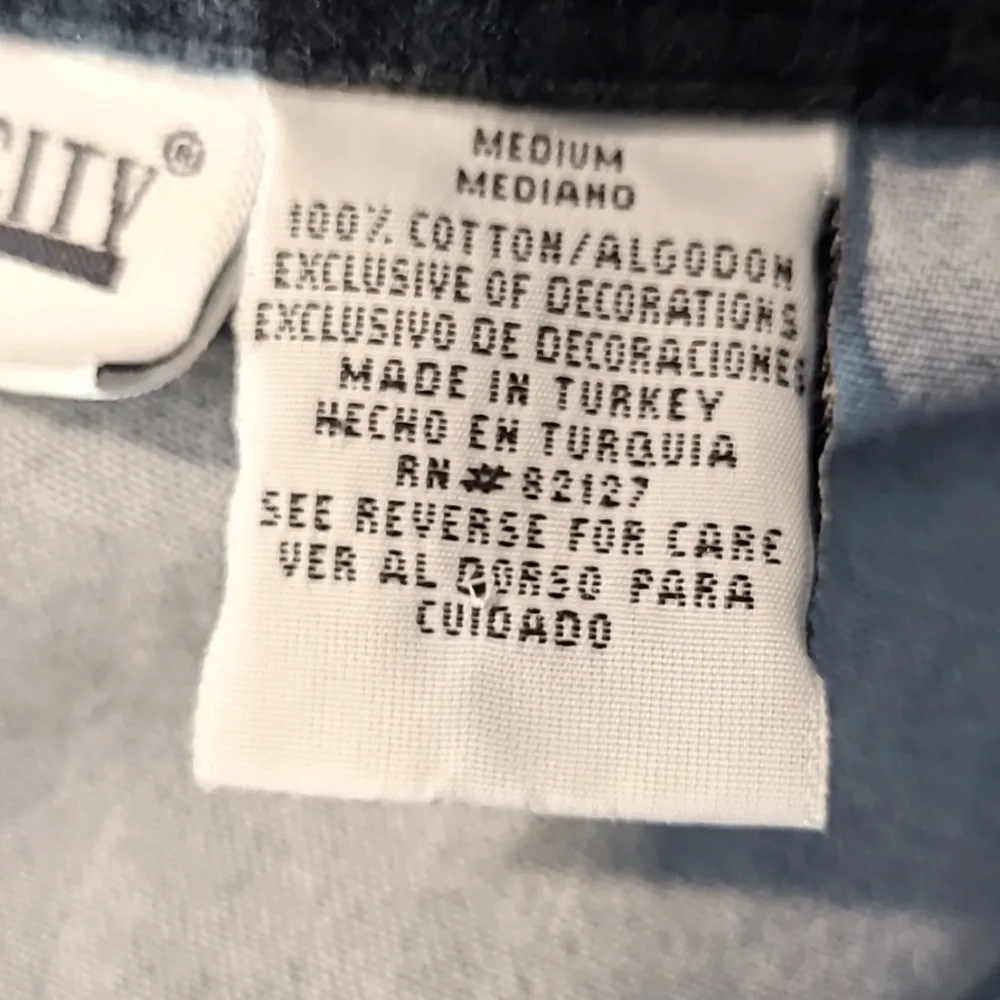 CITY®
MEDIUM
MEDIANO
100% COTTON/ALGODON
EXCLUSIVE OF DECORATIONS
EXCLUSIVO DE DECORACIONES
MADE IN TURKEY
HECHO EN TURQUIA
RN#82127
SEE REVERSE FOR CARE
VER AL DORSO PARA
CUIDADO